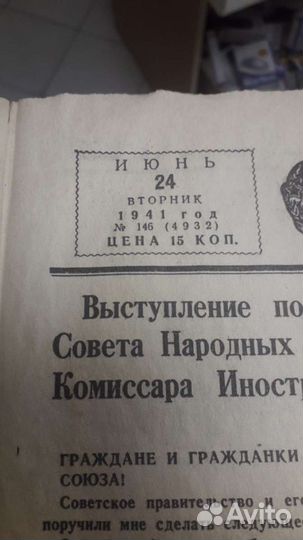 ИЮНЬ
24
ВТОРНИК
1941 год
№ 146 (4932)
ЦЕНА 15 КОП.
Выступление по
Совета Народных
Комиссара Иностр
ГРАЖДАНЕ И ГРАЖДАНКИ
СОЮЗА!
Советское правительство и его
поручили мне сделать следующее
Avito